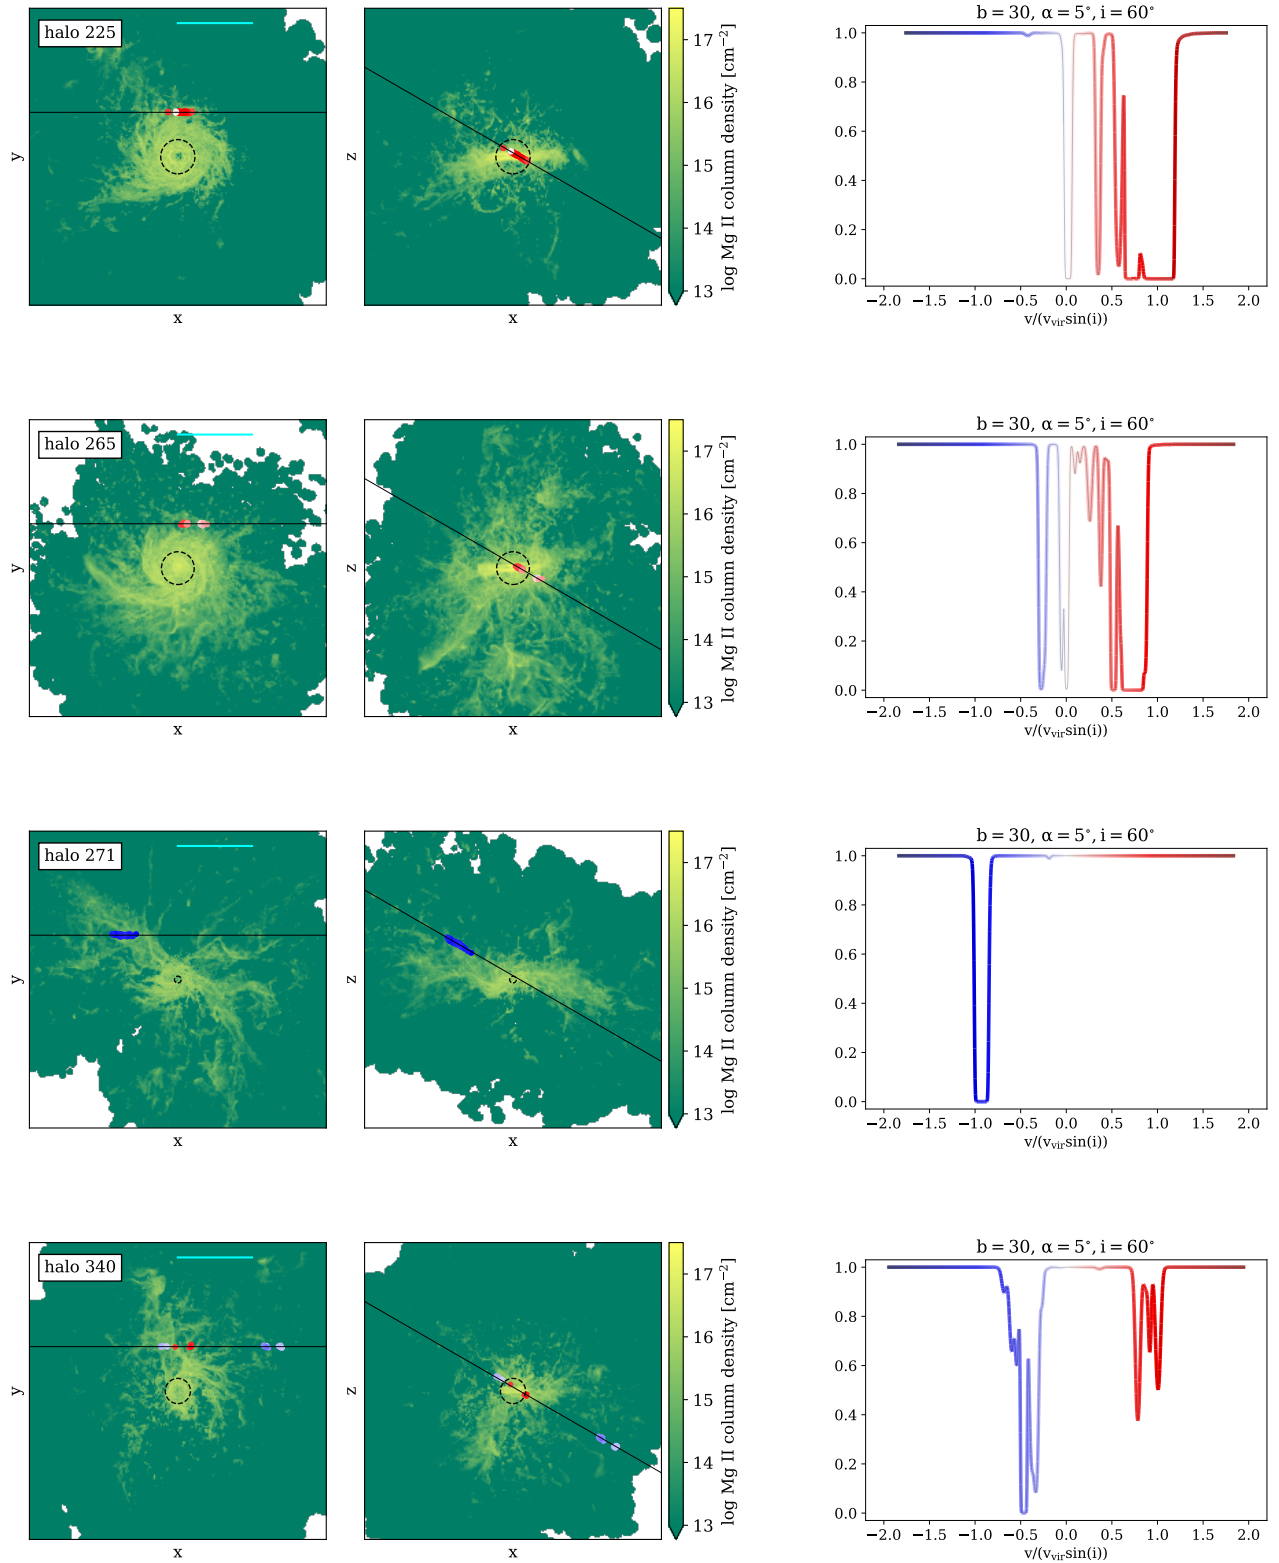 halo 225
y
x
z
x
17
16
15
14
13
log Mg II column density [cm⁻²]
b = 30, α = 5°, i = 60°
1.0
0.8
0.6
0.4
0.2
0.0
−2.0 −1.5 −1.0 −0.5 0.0 0.5 1.0 1.5 2.0
v/(v_vir sin(i))
halo 265
y
x
z
x
17
16
15
14
13
log Mg II column density [cm⁻²]
b = 30, α = 5°, i = 60°
1.0
0.8
0.6
0.4
0.2
0.0
−2.0 −1.5 −1.0 −0.5 0.0 0.5 1.0 1.5 2.0
v/(v_vir sin(i))
halo 271
y
x
z
x
17
16
15
14
13
log Mg II column density [cm⁻²]
b = 30, α = 5°, i = 60°
1.0
0.8
0.6
0.4
0.2
0.0
−2.0 −1.5 −1.0 −0.5 0.0 0.5 1.0 1.5 2.0
v/(v_vir sin(i))
halo 340
y
x
z
x
17
16
15
14
13
log Mg II column density [cm⁻²]
b = 30, α = 5°, i = 60°
1.0
0.8
0.6
0.4
0.2
0.0
−2.0 −1.5 −1.0 −0.5 0.0 0.5 1.0 1.5 2.0
v/(v_vir sin(i))